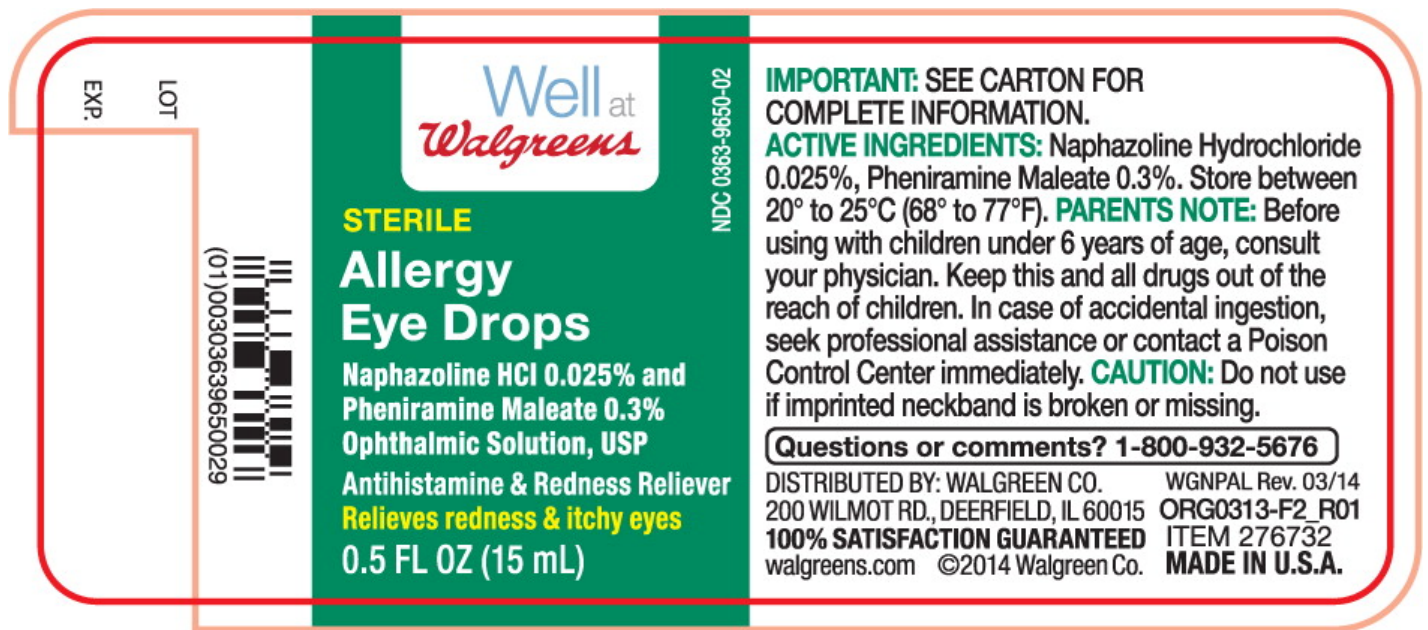 LOT
EXP.
(01)00303639650029
Well at
Walgreens
NDC 0363-9650-02
STERILE
Allergy
Eye Drops
Naphazoline HCl 0.025% and
Pheniramine Maleate 0.3%
Ophthalmic Solution, USP
Antihistamine & Redness Reliever
Relieves redness & itchy eyes
0.5 FL OZ (15 mL)
IMPORTANT: SEE CARTON FOR
COMPLETE INFORMATION.
ACTIVE INGREDIENTS: Naphazoline Hydrochloride
0.025%, Pheniramine Maleate 0.3%. Store between
20° to 25°C (68° to 77°F). PARENTS NOTE: Before
using with children under 6 years of age, consult
your physician. Keep this and all drugs out of the
reach of children. In case of accidental ingestion,
seek professional assistance or contact a Poison
Control Center immediately. CAUTION: Do not use
if imprinted neckband is broken or missing.
Questions or comments? 1-800-932-5676
DISTRIBUTED BY: WALGREEN CO.
200 WILMOT RD., DEERFIELD, IL 60015
100% SATISFACTION GUARANTEED
walgreens.com ©2014 Walgreen Co.
WGNPAL Rev. 03/14
ORG0313-F2_R01
ITEM 276732
MADE IN U.S.A.